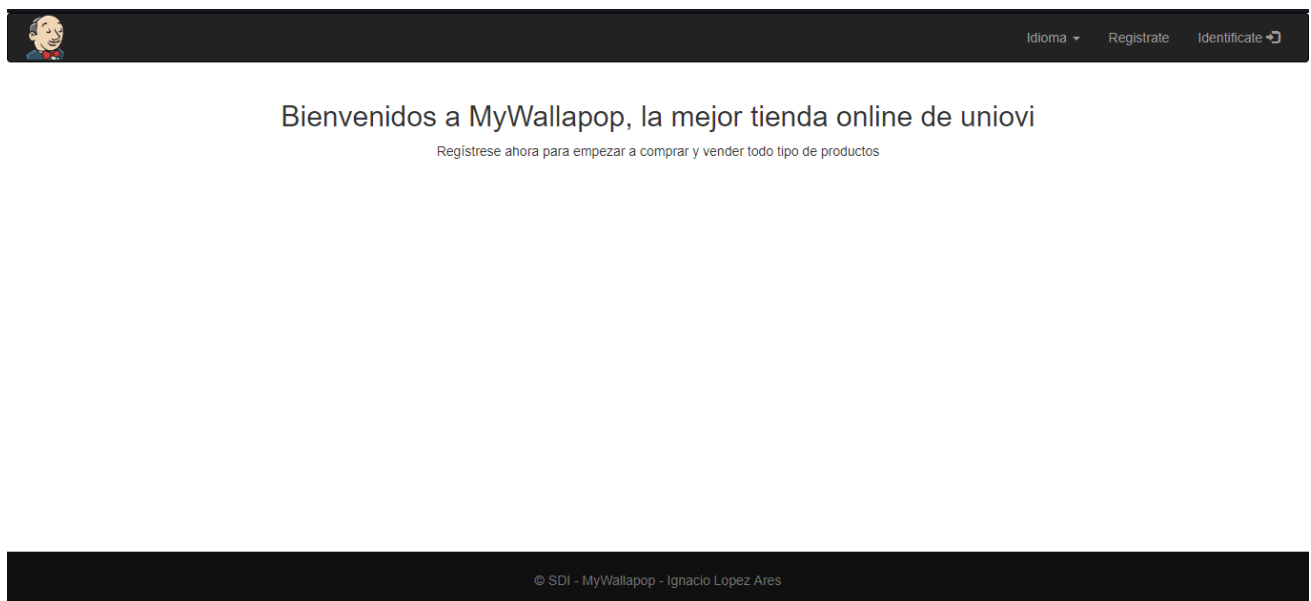 Idioma Registrate Identificate
Bienvenidos a MyWallapop, la mejor tienda online de uniovi
Regístrese ahora para empezar a comprar y vender todo tipo de productos
© SDI - MyWallapop - Ignacio Lopez Ares